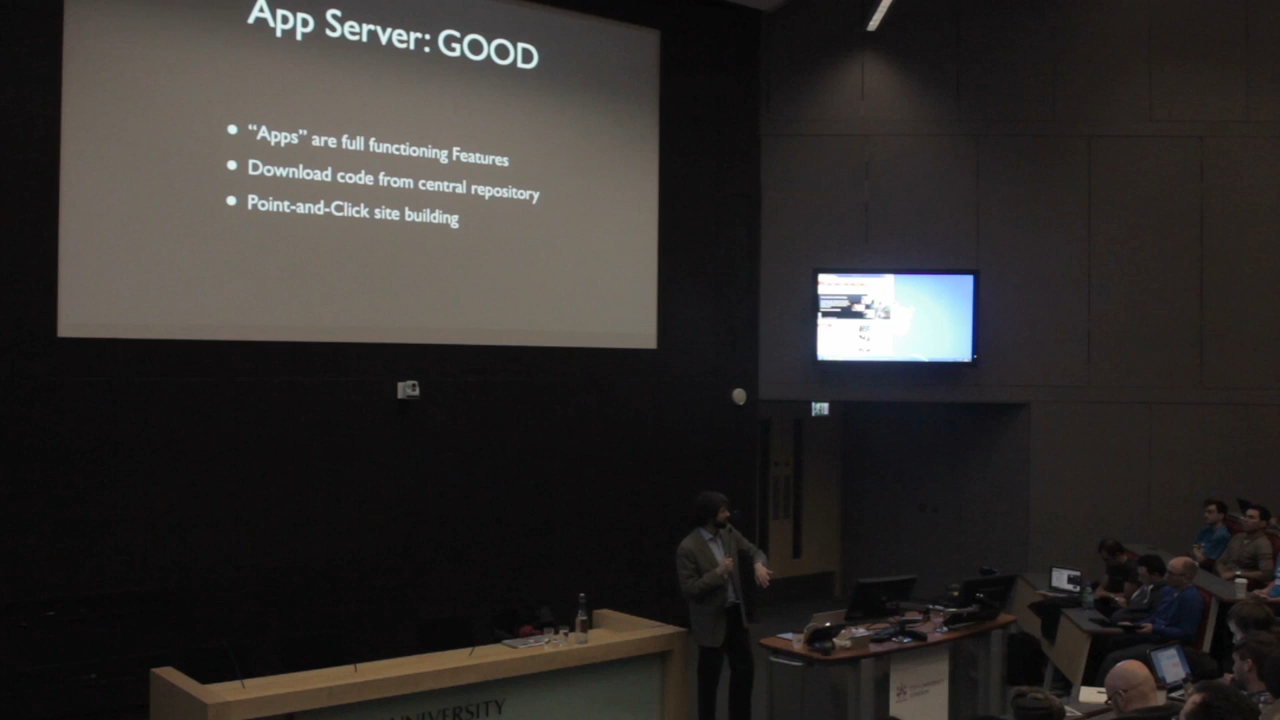 App Server: GOOD
• “Apps” are full functioning Features
• Download code from central repository
• Point-and-Click site building
UNIVERSITY